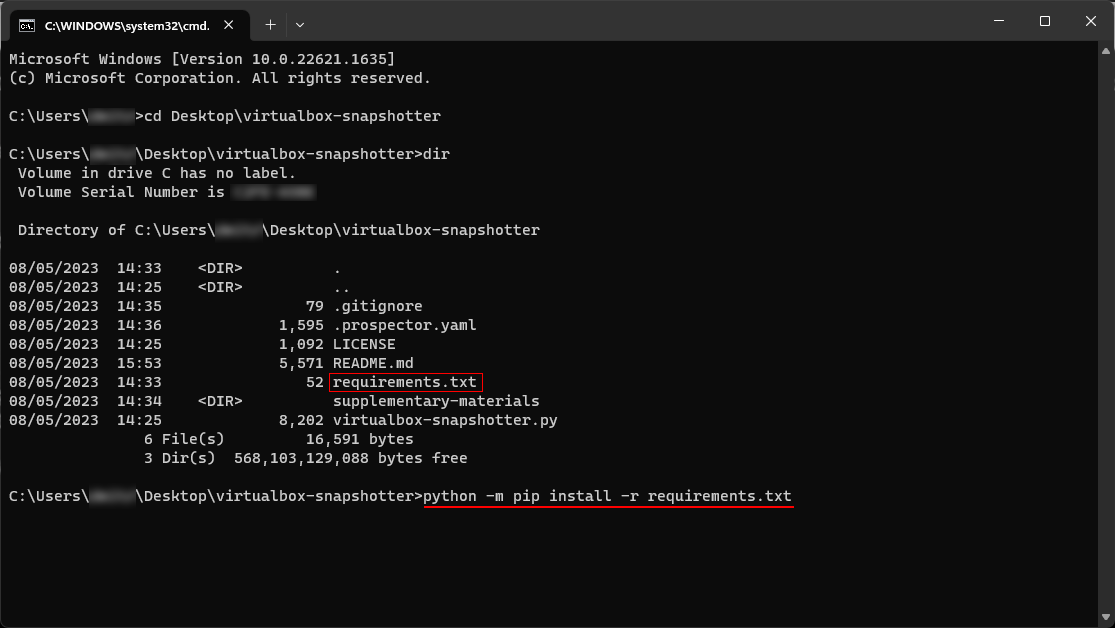 C:\WINDOWS\system32\cmd.
Microsoft Windows [Version 10.0.22621.1635]
(c) Microsoft Corporation. All rights reserved.
C:\Users\ >cd Desktop\virtualbox-snapshotter
C:\Users\ \Desktop\virtualbox-snapshotter>dir
Volume in drive C has no label.
Volume Serial Number is
Directory of C:\Users\ \Desktop\virtualbox-snapshotter
08/05/2023  14:33    <DIR>          .
08/05/2023  14:25    <DIR>          ..
08/05/2023  14:35                79 .gitignore
08/05/2023  14:36             1,595 .prospector.yaml
08/05/2023  14:25             1,092 LICENSE
08/05/2023  15:53             5,571 README.md
08/05/2023  14:33                52 requirements.txt
08/05/2023  14:34    <DIR>          supplementary-materials
08/05/2023  14:25             8,202 virtualbox-snapshotter.py
6 File(s)         16,591 bytes
3 Dir(s)  568,103,129,088 bytes free
C:\Users\ \Desktop\virtualbox-snapshotter>python -m pip install -r requirements.txt